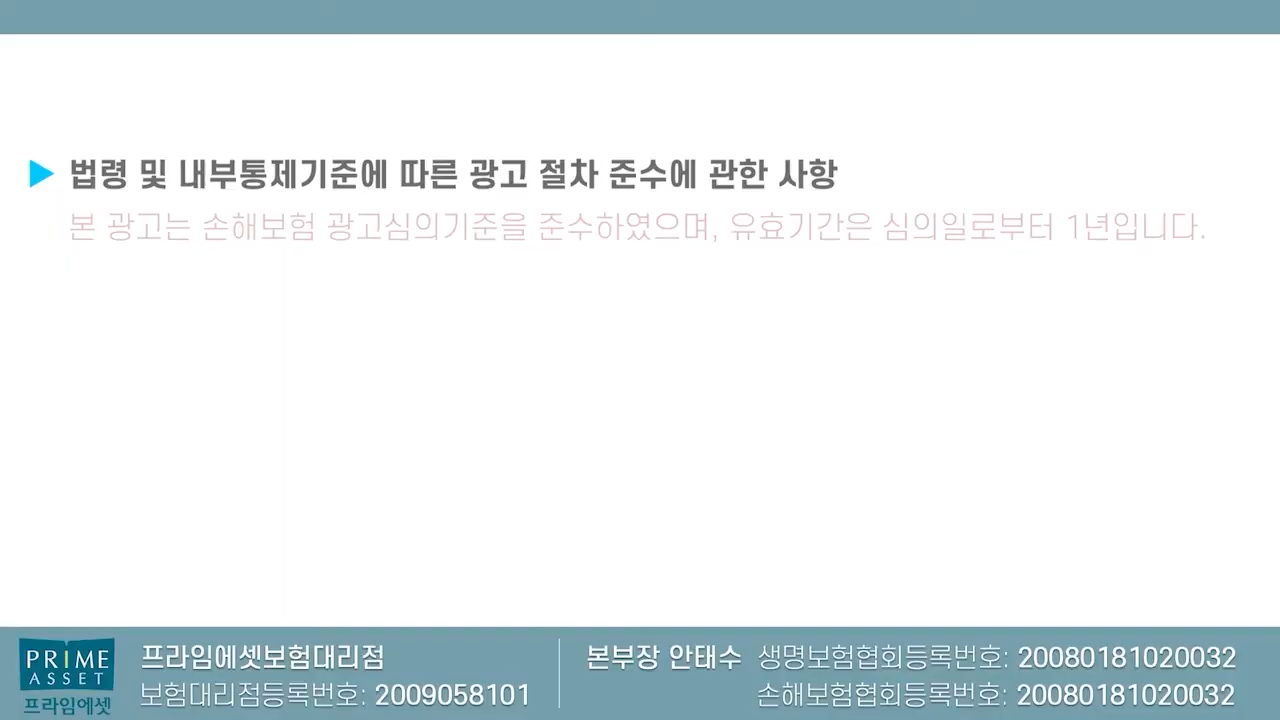 ▶ 법령 및 내부통제기준에 따른 광고 절차 준수에 관한 사항
본 광고는 손해보험 광고심의기준을 준수하였으며, 유효기간은 심의일로부터 1년입니다.
PRIME
ASSET
프라임에셋
프라임에셋보험대리점
보험대리점등록번호: 2009058101
본부장 안태수 생명보험협회등록번호: 20080181020032
손해보험협회등록번호: 20080181020032